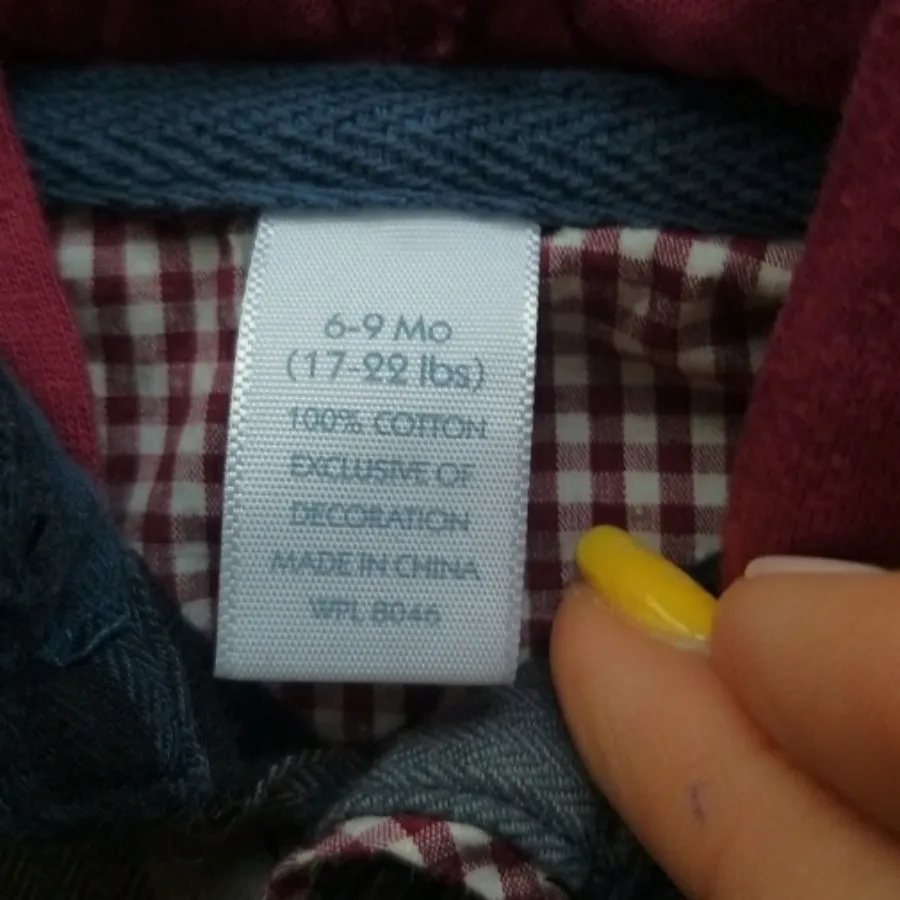 6-9 Mo
(17-22 lbs)
100% COTTON
EXCLUSIVE OF
DECORATION
MADE IN CHINA
WPL 8046